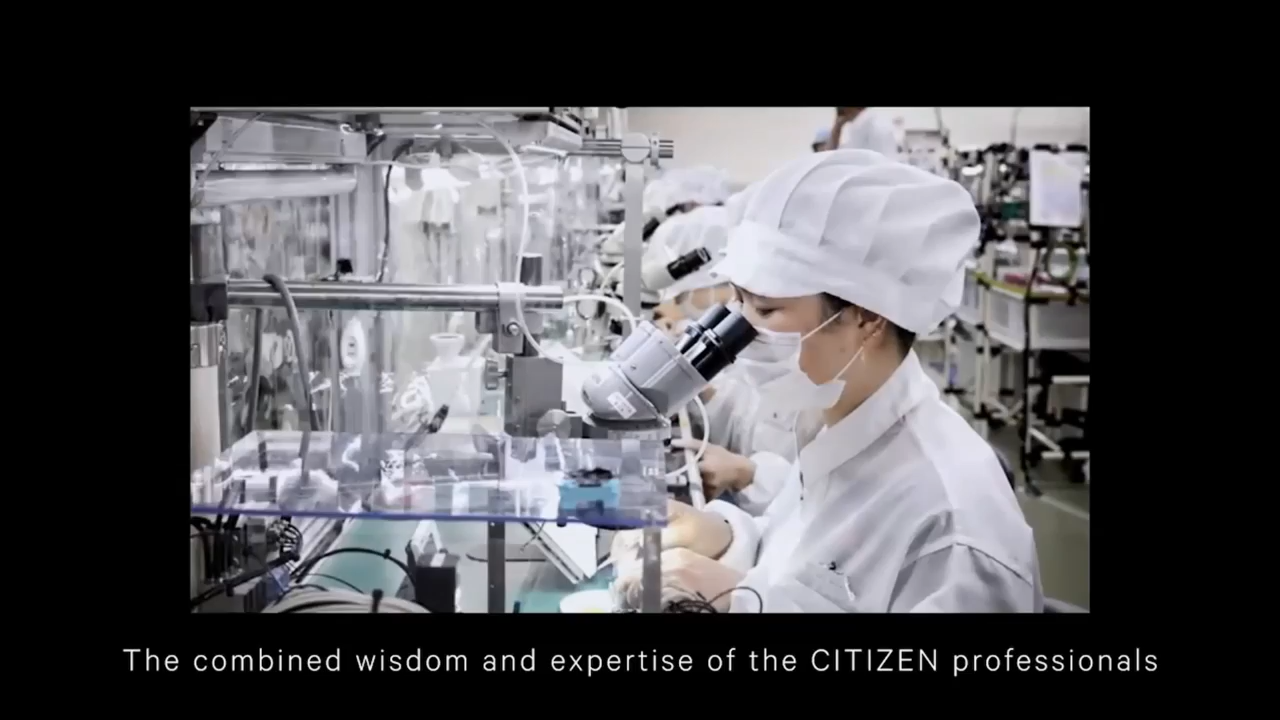 The combined wisdom and expertise of the CITIZEN professionals